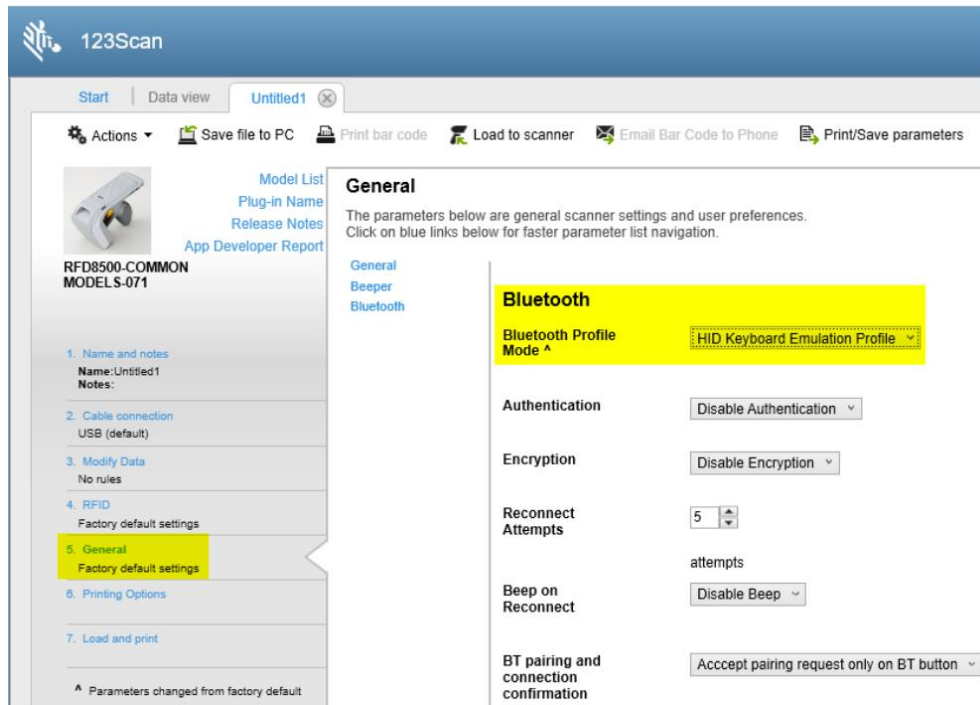 123Scan
Start
Data view
Untitled1
Actions
Save file to PC
Print bar code
Load to scanner
Email Bar Code to Phone
Print/Save parameters
Model List
Plug-in Name
Release Notes
App Developer Report
RFD8500-COMMON
MODELS-071
1. Name and notes
Name:Untitled1
Notes:
2. Cable connection
USB (default)
3. Modify Data
No rules
4. RFID
Factory default settings
5. General
Factory default settings
6. Printing Options
7. Load and print
^ Parameters changed from factory default
General
The parameters below are general scanner settings and user preferences.
Click on blue links below for faster parameter list navigation.
General
Beeper
Bluetooth
Bluetooth
Bluetooth Profile
Mode ^
HID Keyboard Emulation Profile
Authentication
Disable Authentication
Encryption
Disable Encryption
Reconnect
Attempts
5
attempts
Beep on
Reconnect
Disable Beep
BT pairing and
connection
confirmation
Acccept pairing request only on BT button